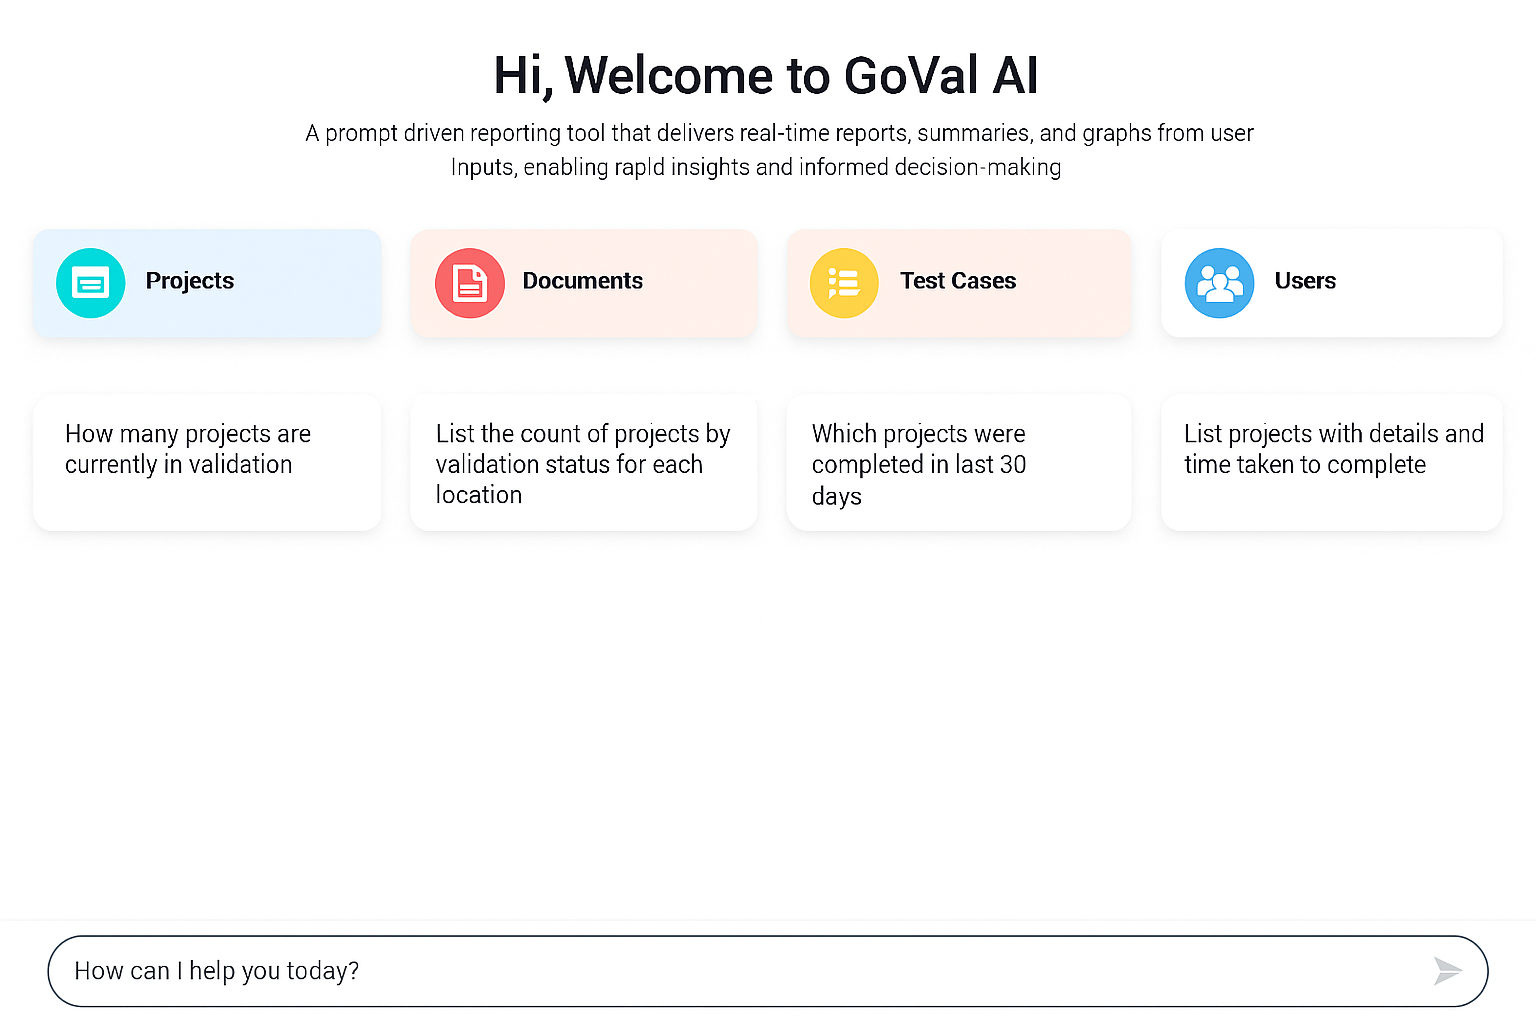 Hi, Welcome to GoVal AI
A prompt driven reporting tool that delivers real-time reports, summaries, and graphs from user
Inputs, enabling rapld insights and informed decision-making
Projects
Documents
Test Cases
Users
How many projects are
currently in validation
List the count of projects by
validation status for each
location
Which projects were
completed in last 30
days
List projects with details and
time taken to complete
How can I help you today?